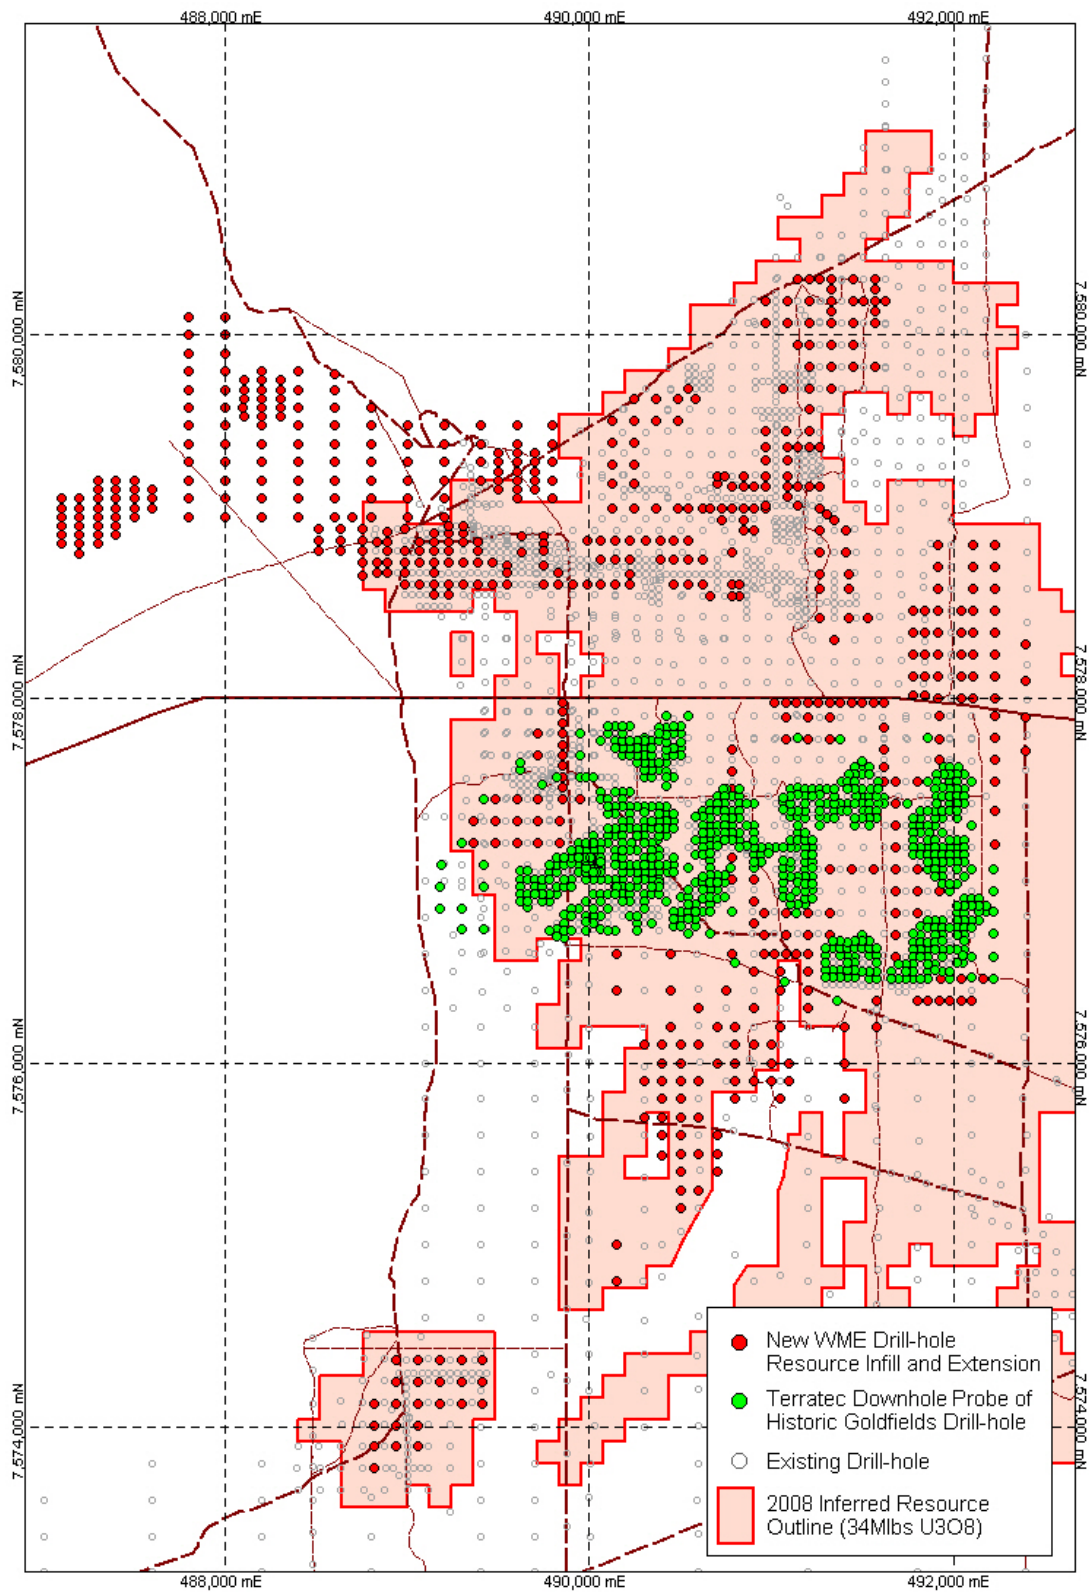 488,000 mE
490,000 mE
492,000 mE
7,580,000 mN
7,580,000 mN
7,578,000 mN
7,578,000 mN
7,576,000 mN
7,576,000 mN
7,574,000 mN
7,574,000 mN
New WME Drill-hole
Resource Infill and Extension
Terratec Downhole Probe of
Historic Goldfields Drill-hole
Existing Drill-hole
2008 Inferred Resource
Outline (34Mlbs U3O8)
488,000 mE
490,000 mE
492,000 mE